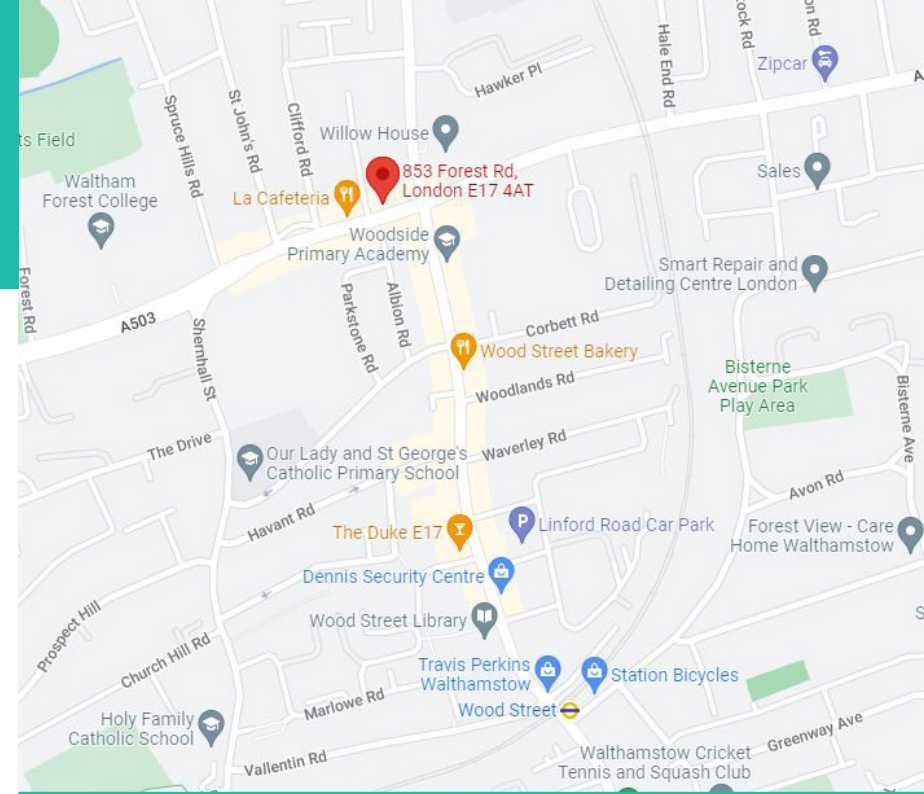 ock Rd
on Rd
Hale End Rd
Zipcar
A
Hawker Pl
Spruce Hills Rd
St John's Rd
Clifford Rd
Willow House
ts Field
Waltham
Forest College
La Cafeteria
853 Forest Rd,
London E17 4AT
Sales
Woodside
Primary Academy
Smart Repair and
Detailing Centre London
Forest Rd
A503
Shernhall St
Parkstone Rd
Albion Rd
Corbett Rd
Wood Street Bakery
Woodlands Rd
Bisterne
Avenue Park
Play Area
Bisterne Ave
The Drive
Our Lady and St George's
Catholic Primary School
Waverley Rd
Avon Rd
Havant Rd
The Duke E17
P
Linford Road Car Park
Forest View - Care
Home Walthamstow
Dennis Security Centre
Prospect Hill
Wood Street Library
S
Church Hill Rd
Travis Perkins
Walthamstow
Station Bicycles
Marlowe Rd
Wood Street
Holy Family
Catholic School
Greenway Ave
Vallentin Rd
Walthamstow Cricket
Tennis and Squash Club